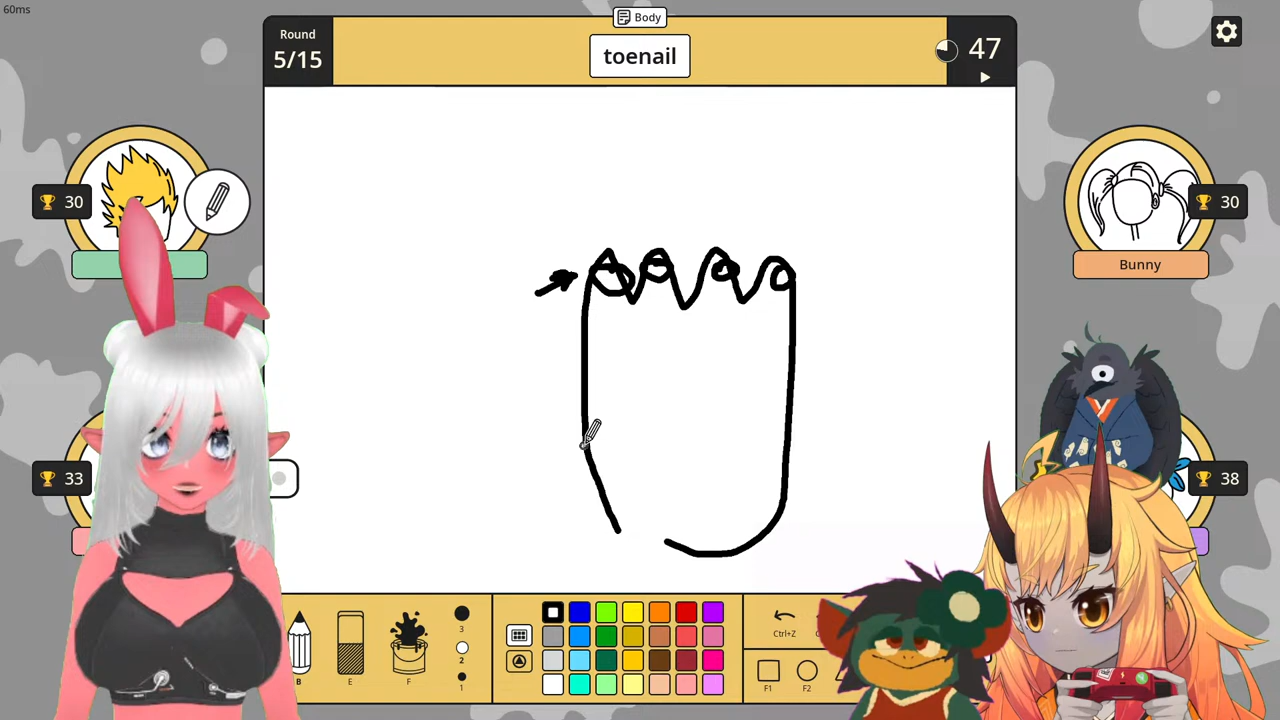 60ms
Body
Round
5/15
toenail
47
30
30
Bunny
33
38
3
2
1
B
E
F
Ctrl+Z
F1
F2